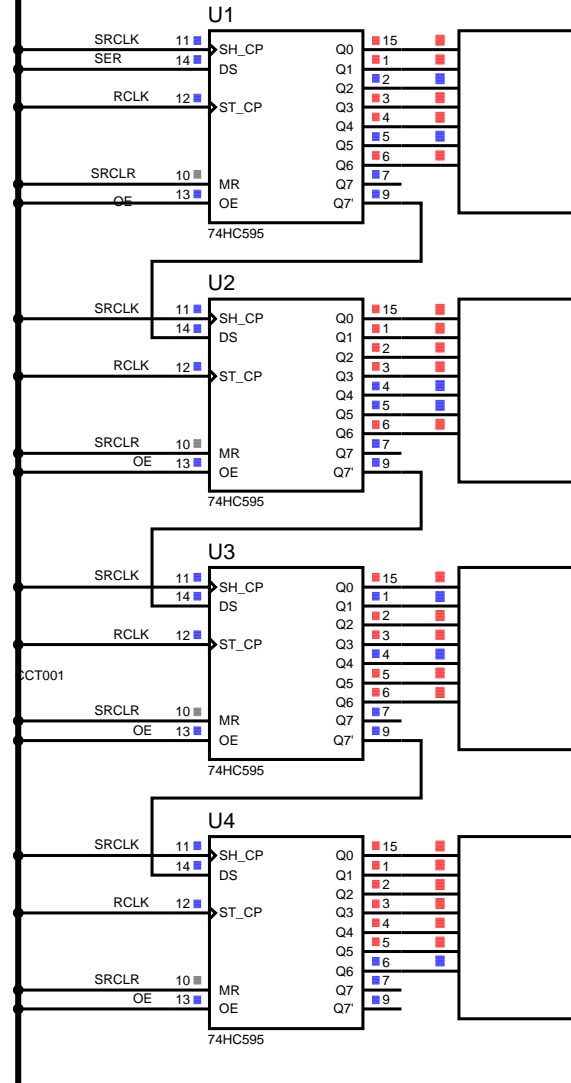 U1
SRCLK 11 SH_CP Q0 15
SER 14 DS Q1 1
Q2 2
RCLK 12 ST_CP Q3 3
Q4 4
Q5 5
Q6 6
SRCLR 10 MR Q7 7
OE 13 OE Q7' 9
74HC595
U2
SRCLK 11 SH_CP Q0 15
14 DS Q1 1
Q2 2
RCLK 12 ST_CP Q3 3
Q4 4
Q5 5
Q6 6
SRCLR 10 MR Q7 7
OE 13 OE Q7' 9
74HC595
U3
SRCLK 11 SH_CP Q0 15
14 DS Q1 1
Q2 2
RCLK 12 ST_CP Q3 3
Q4 4
CCT001
Q5 5
Q6 6
SRCLR 10 MR Q7 7
OE 13 OE Q7' 9
74HC595
U4
SRCLK 11 SH_CP Q0 15
14 DS Q1 1
Q2 2
RCLK 12 ST_CP Q3 3
Q4 4
Q5 5
Q6 6
SRCLR 10 MR Q7 7
OE 13 OE Q7' 9
74HC595